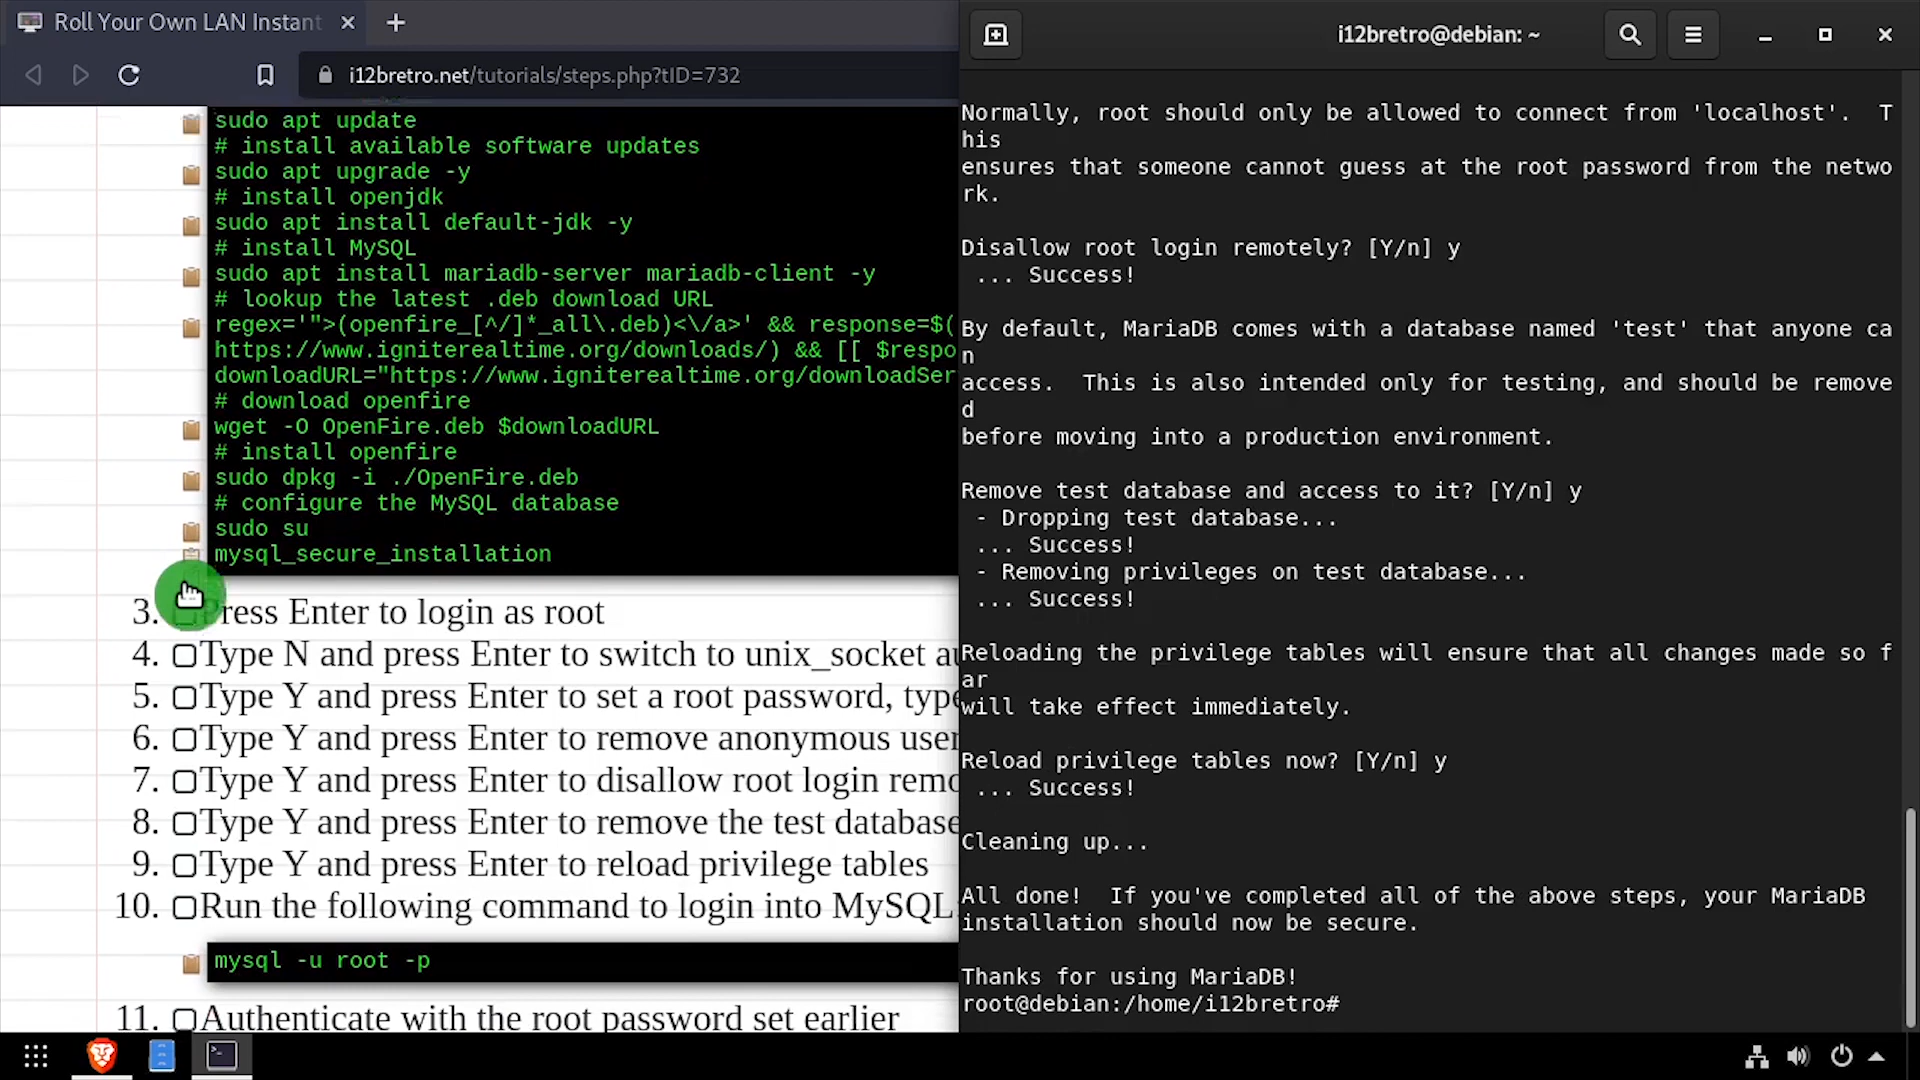 Roll Your Own LAN Instant
i12bretro.net/tutorials/steps.php?tID=732
sudo apt update
# install available software updates
sudo apt upgrade -y
# install openjdk
sudo apt install default-jdk -y
# install MySQL
sudo apt install mariadb-server mariadb-client -y
# lookup the latest .deb download URL
regex='">(openfire_[^/]*_all\.deb)<\/a>' && response=$(
https://www.igniterealtime.org/downloads/) && [[ $respo
downloadURL="https://www.igniterealtime.org/downloadSer
# download openfire
wget -O OpenFire.deb $downloadURL
# install openfire
sudo dpkg -i ./OpenFire.deb
# configure the MySQL database
sudo su
mysql_secure_installation
3. Press Enter to login as root
4. Type N and press Enter to switch to unix_socket au
5. Type Y and press Enter to set a root password, type
6. Type Y and press Enter to remove anonymous user
7. Type Y and press Enter to disallow root login remo
8. Type Y and press Enter to remove the test database
9. Type Y and press Enter to reload privilege tables
10. Run the following command to login into MySQL
mysql -u root -p
11. Authenticate with the root password set earlier
i12bretro@debian: ~
Normally, root should only be allowed to connect from 'localhost'.  T
his
ensures that someone cannot guess at the root password from the netwo
rk.
Disallow root login remotely? [Y/n] y
... Success!
By default, MariaDB comes with a database named 'test' that anyone ca
n
access.  This is also intended only for testing, and should be remove
d
before moving into a production environment.
Remove test database and access to it? [Y/n] y
- Dropping test database...
... Success!
- Removing privileges on test database...
... Success!
Reloading the privilege tables will ensure that all changes made so f
ar
will take effect immediately.
Reload privilege tables now? [Y/n] y
... Success!
Cleaning up...
All done!  If you've completed all of the above steps, your MariaDB
installation should now be secure.
Thanks for using MariaDB!
root@debian:/home/i12bretro#